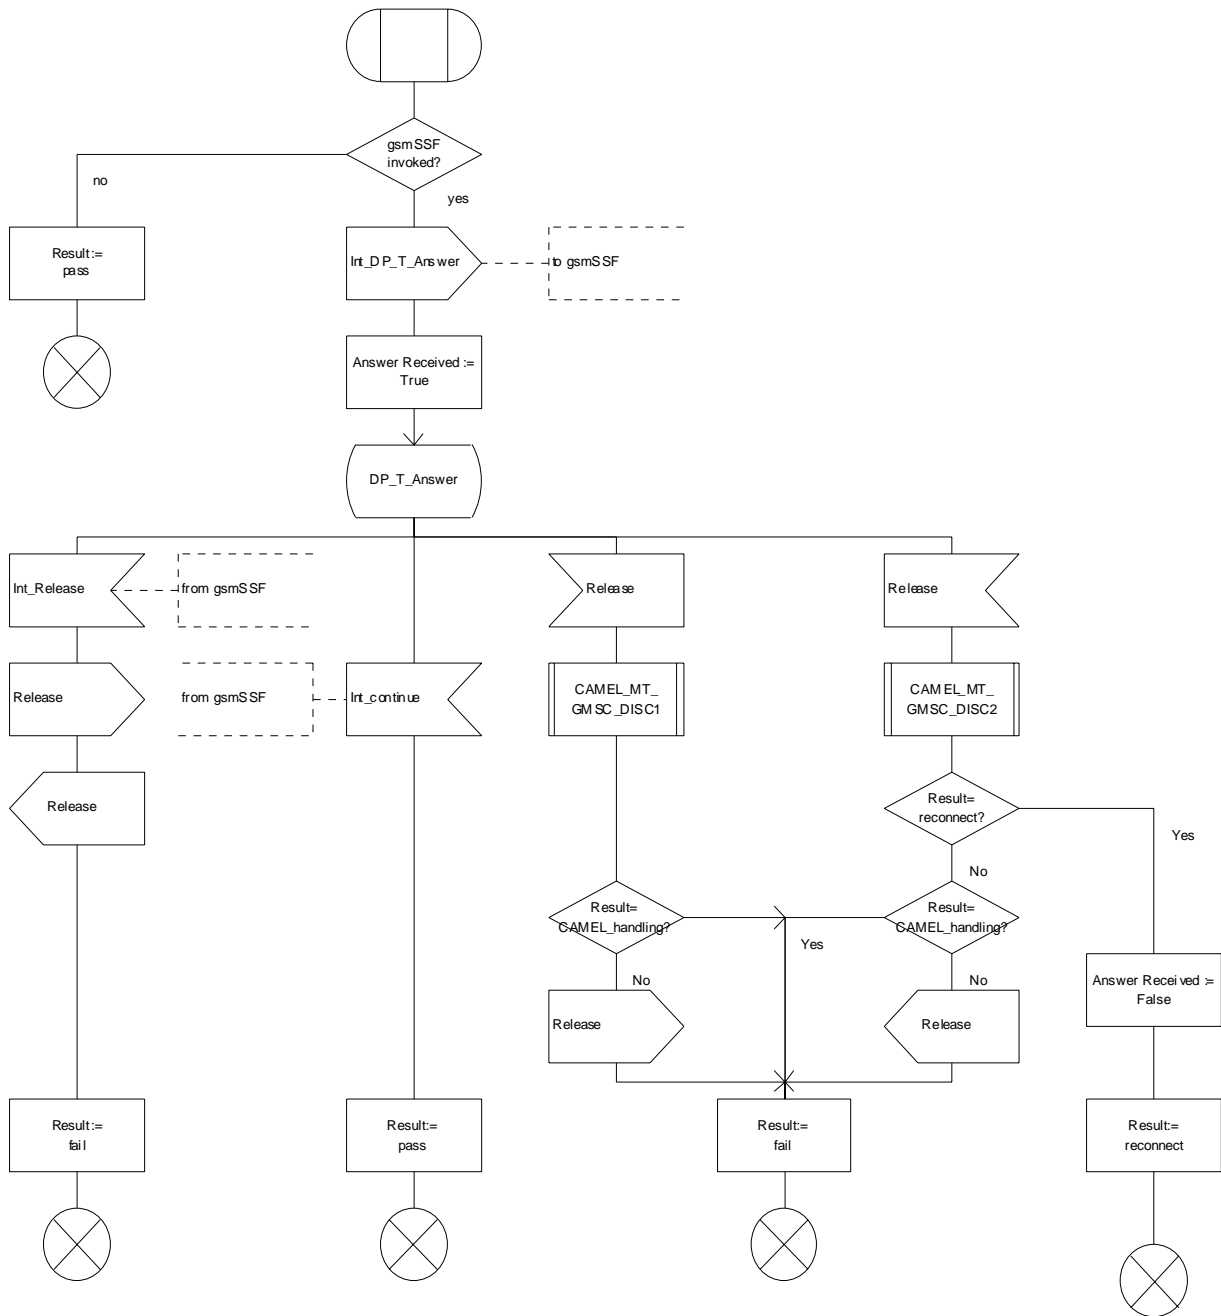 gsmSSF
invoked?
no
yes
Result:=
pass
Int_DP_T_Answer
to gsmSSF
Answer Received :=
True
DP_T_Answer
Int_Release
from gsmSSF
Release
Release
Release
from gsmSSF
Int_continue
CAMEL_MT_
GMSC_DISC1
CAMEL_MT_
GMSC_DISC2
Release
Result=
reconnect?
Yes
No
Result=
CAMEL_handling?
Yes
Result=
CAMEL_handling?
No
No
Answer Received :=
False
Release
Release
Result:=
fail
Result:=
pass
Result:=
fail
Result:=
reconnect